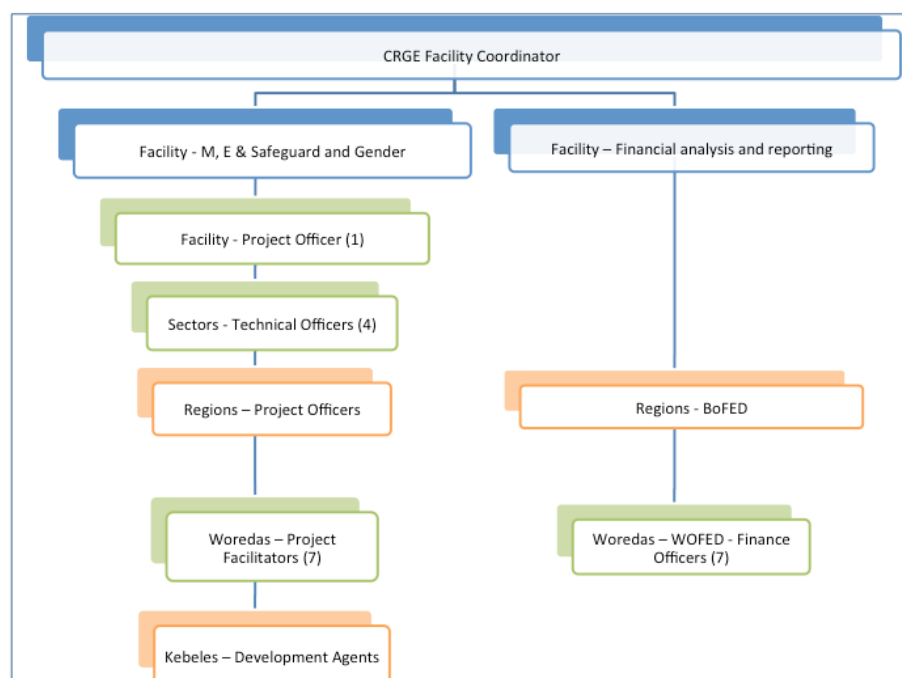 CRGE Facility Coordinator
Facility - M, E & Safeguard and Gender
Facility – Financial analysis and reporting
Facility - Project Officer (1)
Sectors - Technical Officers (4)
Regions – Project Officers
Regions - BoFED
Woredas – Project
Facilitators (7)
Woredas – WOFED - Finance
Officers (7)
Kebeles – Development Agents